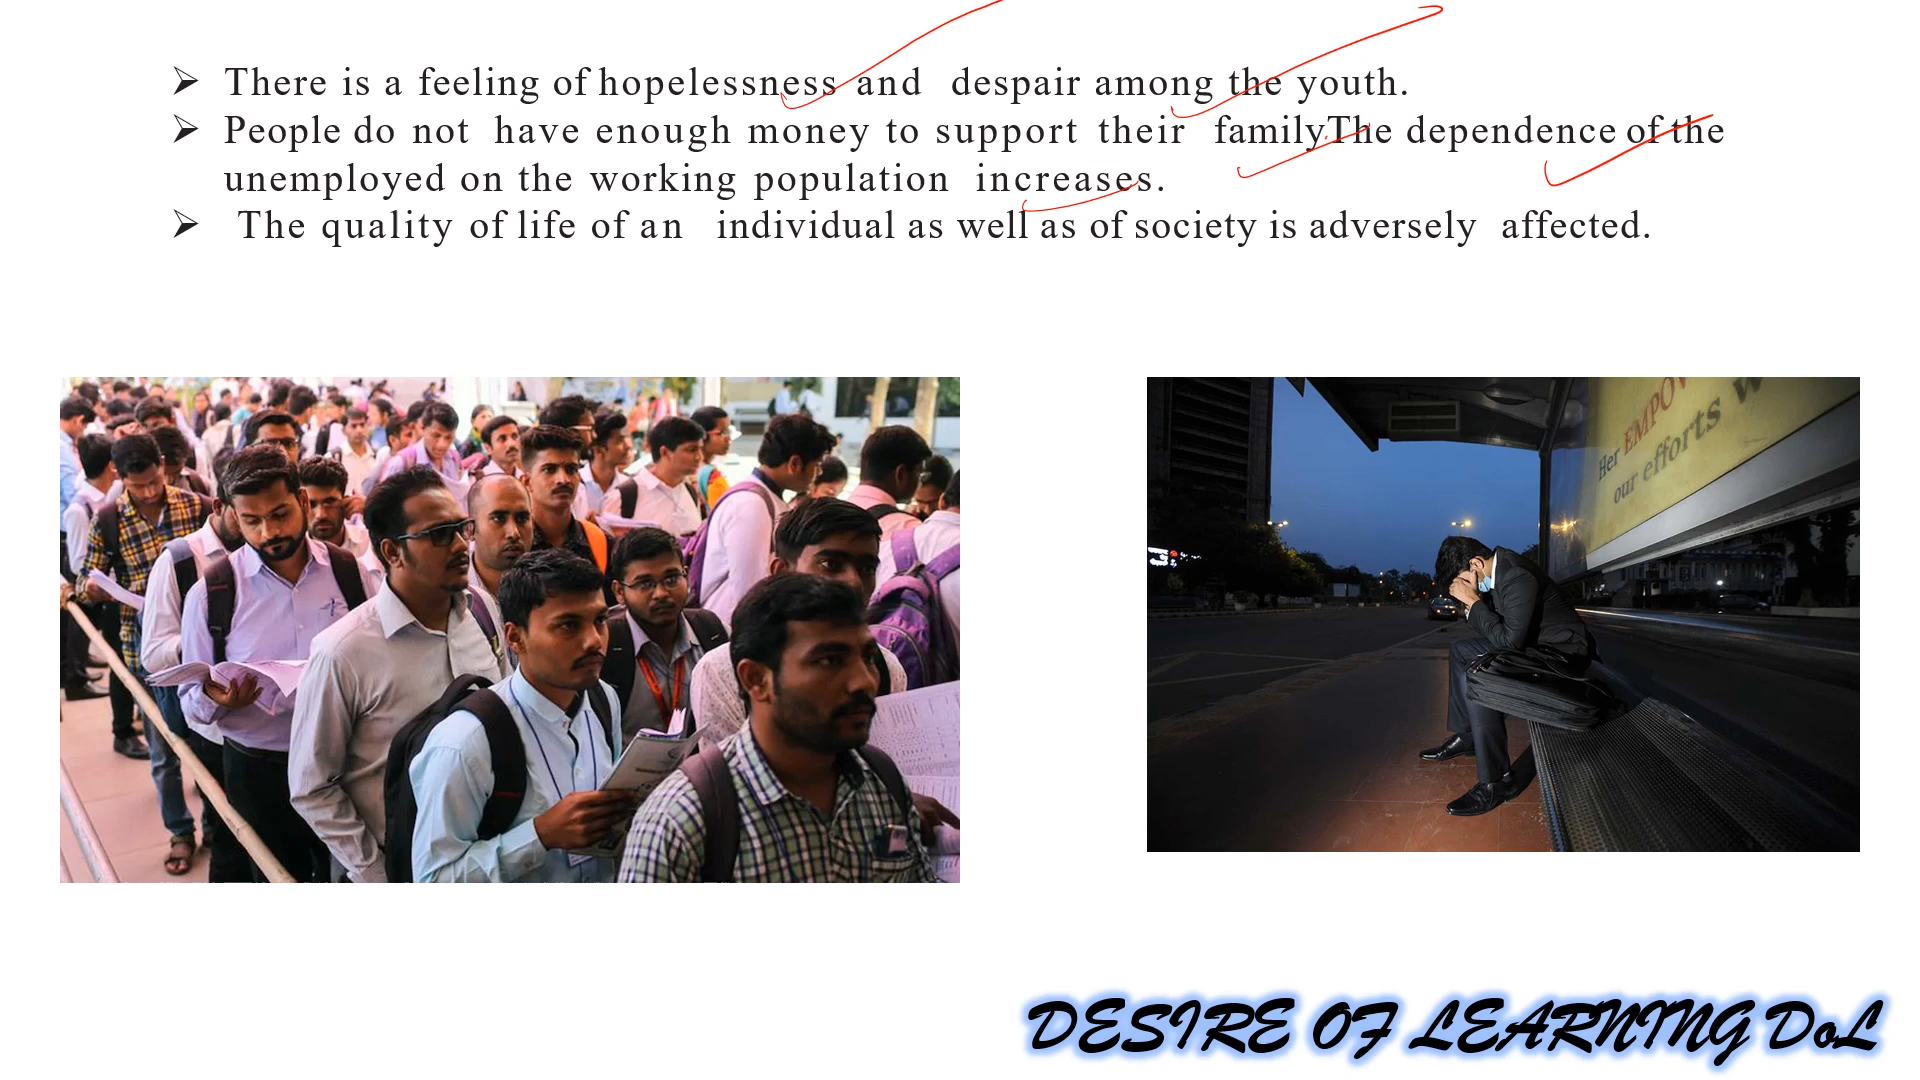 ➢ There is a feeling of hopelessness and despair among the youth.
➢ People do not have enough money to support their family.The dependence of the
unemployed on the working population increases.
➢ The quality of life of an individual as well as of society is adversely affected.
Her EMPOW
our efforts W
DESIRE OF LEARNING DoL